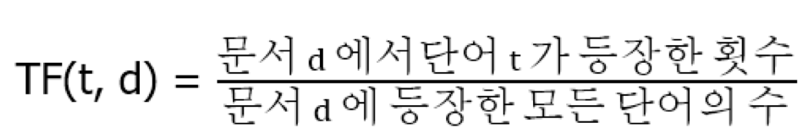 TF(t, d) = 문서 d 에서단어 t 가 등장한 횟수
문서 d 에 등장한 모든 단어의 수